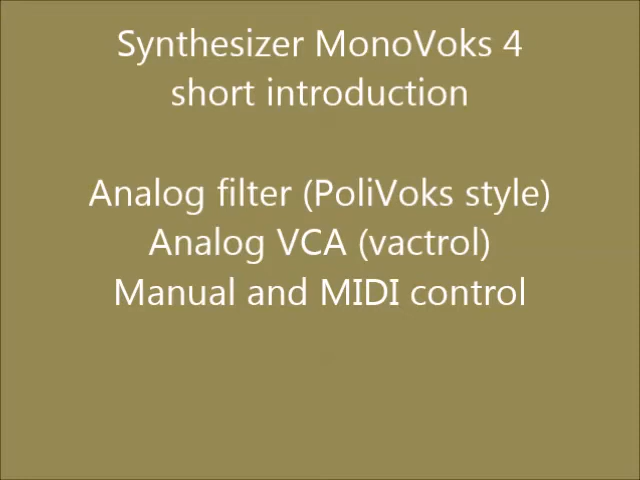 Synthesizer MonoVoks 4
short introduction
Analog filter (PoliVoks style)
Analog VCA (vactrol)
Manual and MIDI control